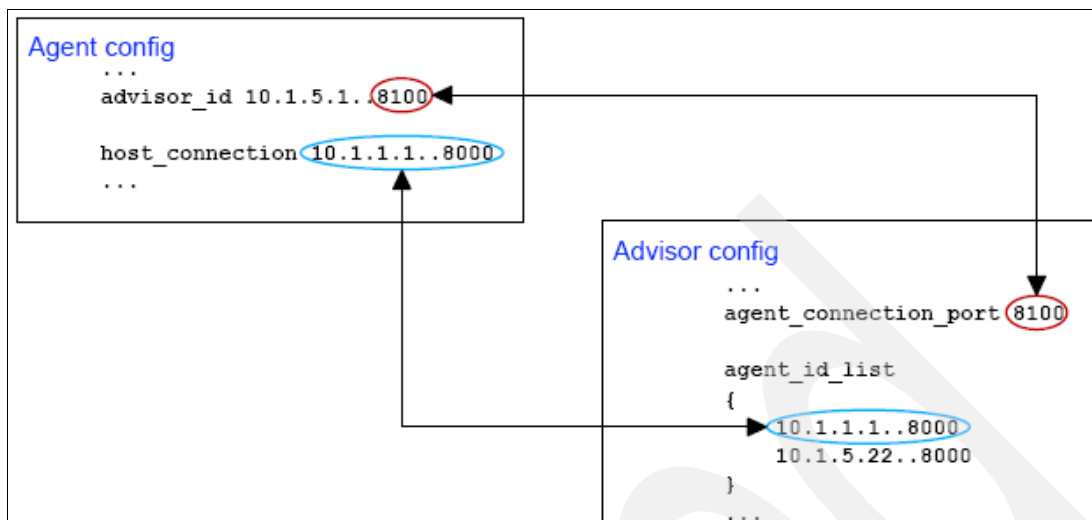 Agent config
...
advisor_id 10.1.5.1..8100
host_connection 10.1.1.1..8000
...
Advisor config
...
agent_connection_port 8100
agent_id_list
{
10.1.1.1..8000
10.1.5.22..8000
}
...